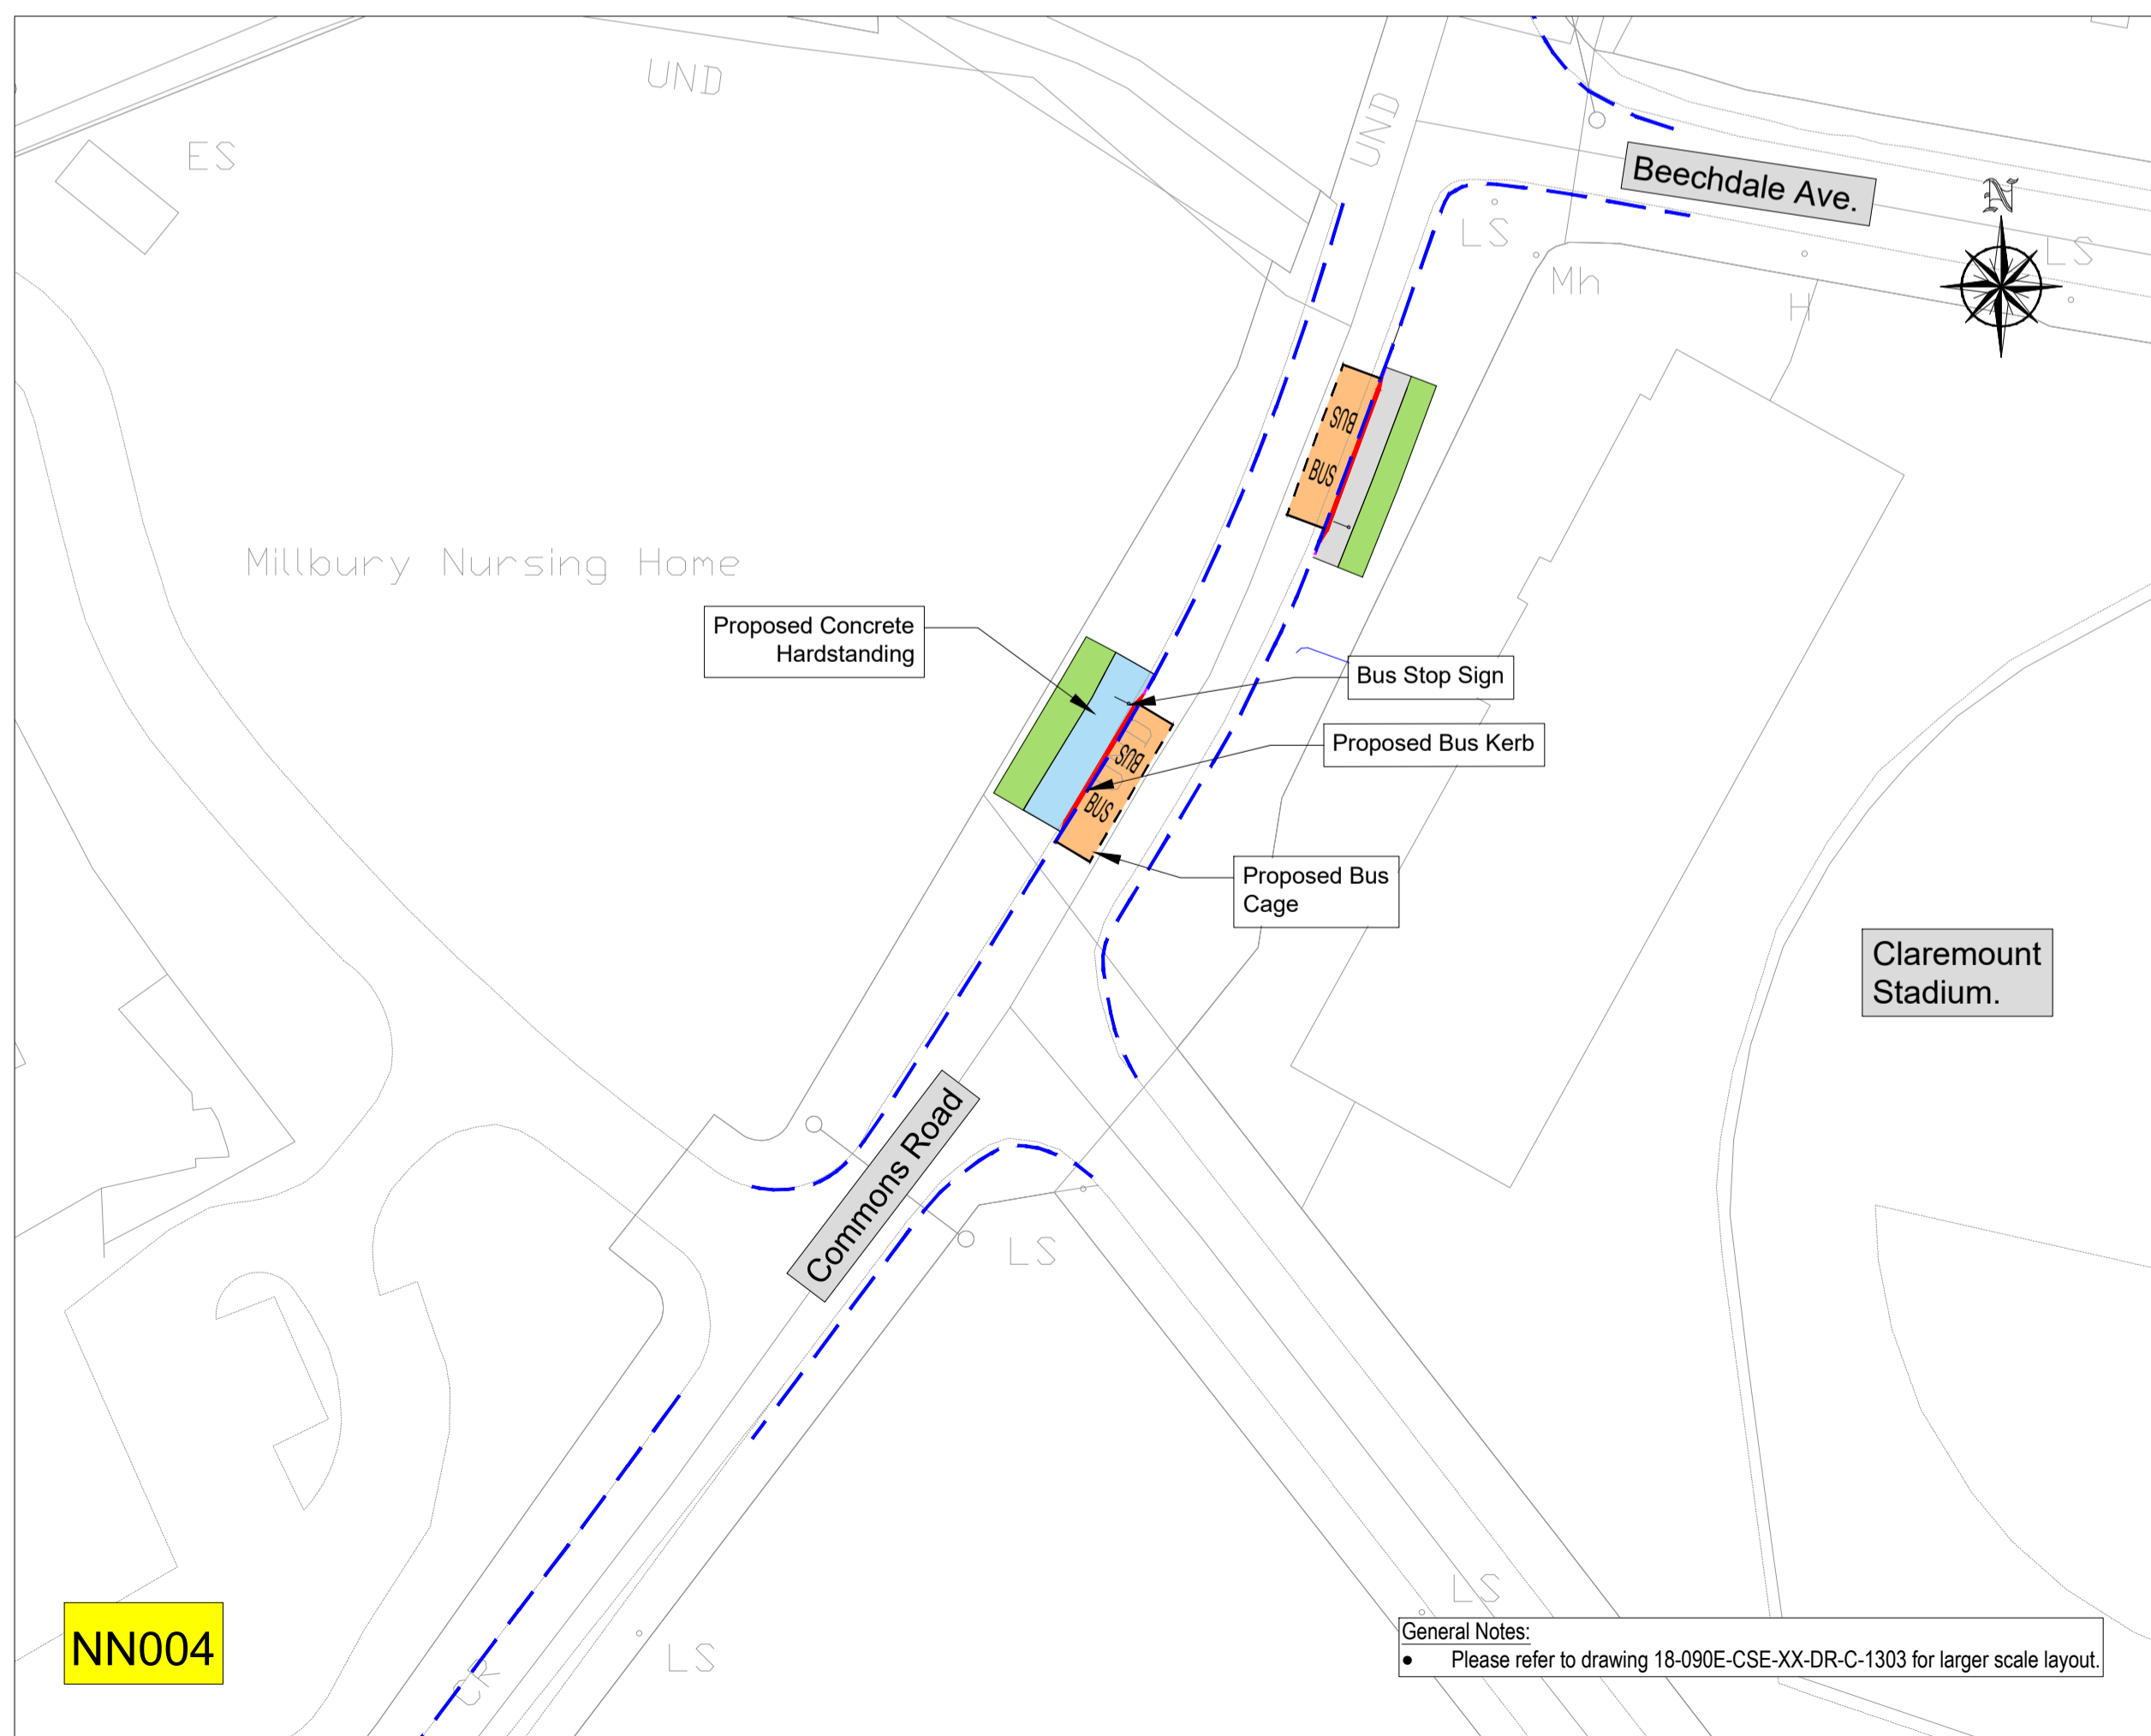 UND
UND
ES
Beechdale Ave.
N
LS
LS
Mh
H
BUS
BUS
Millbury Nursing Home
Proposed Concrete
Hardstanding
Bus Stop Sign
Proposed Bus Kerb
BUS
BUS
Proposed Bus
Cage
Claremount
Stadium.
Commons Road
LS
LS
NN004
LS
CR
General Notes:
● Please refer to drawing 18-090E-CSE-XX-DR-C-1303 for larger scale layout.